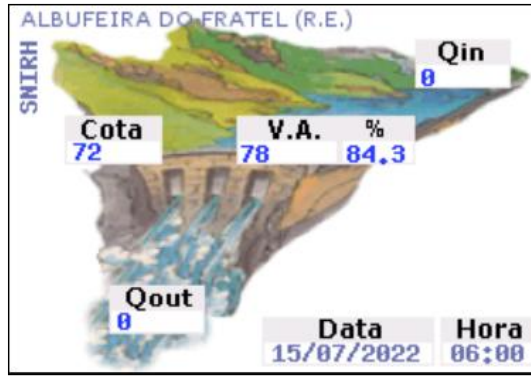 ALBUFEIRA DO FRATEL (R.E.)
SNIRH
Qin
0
Cota
72
V.A. %
78 84.3
Qout
0
Data Hora
15/07/2022 06:00